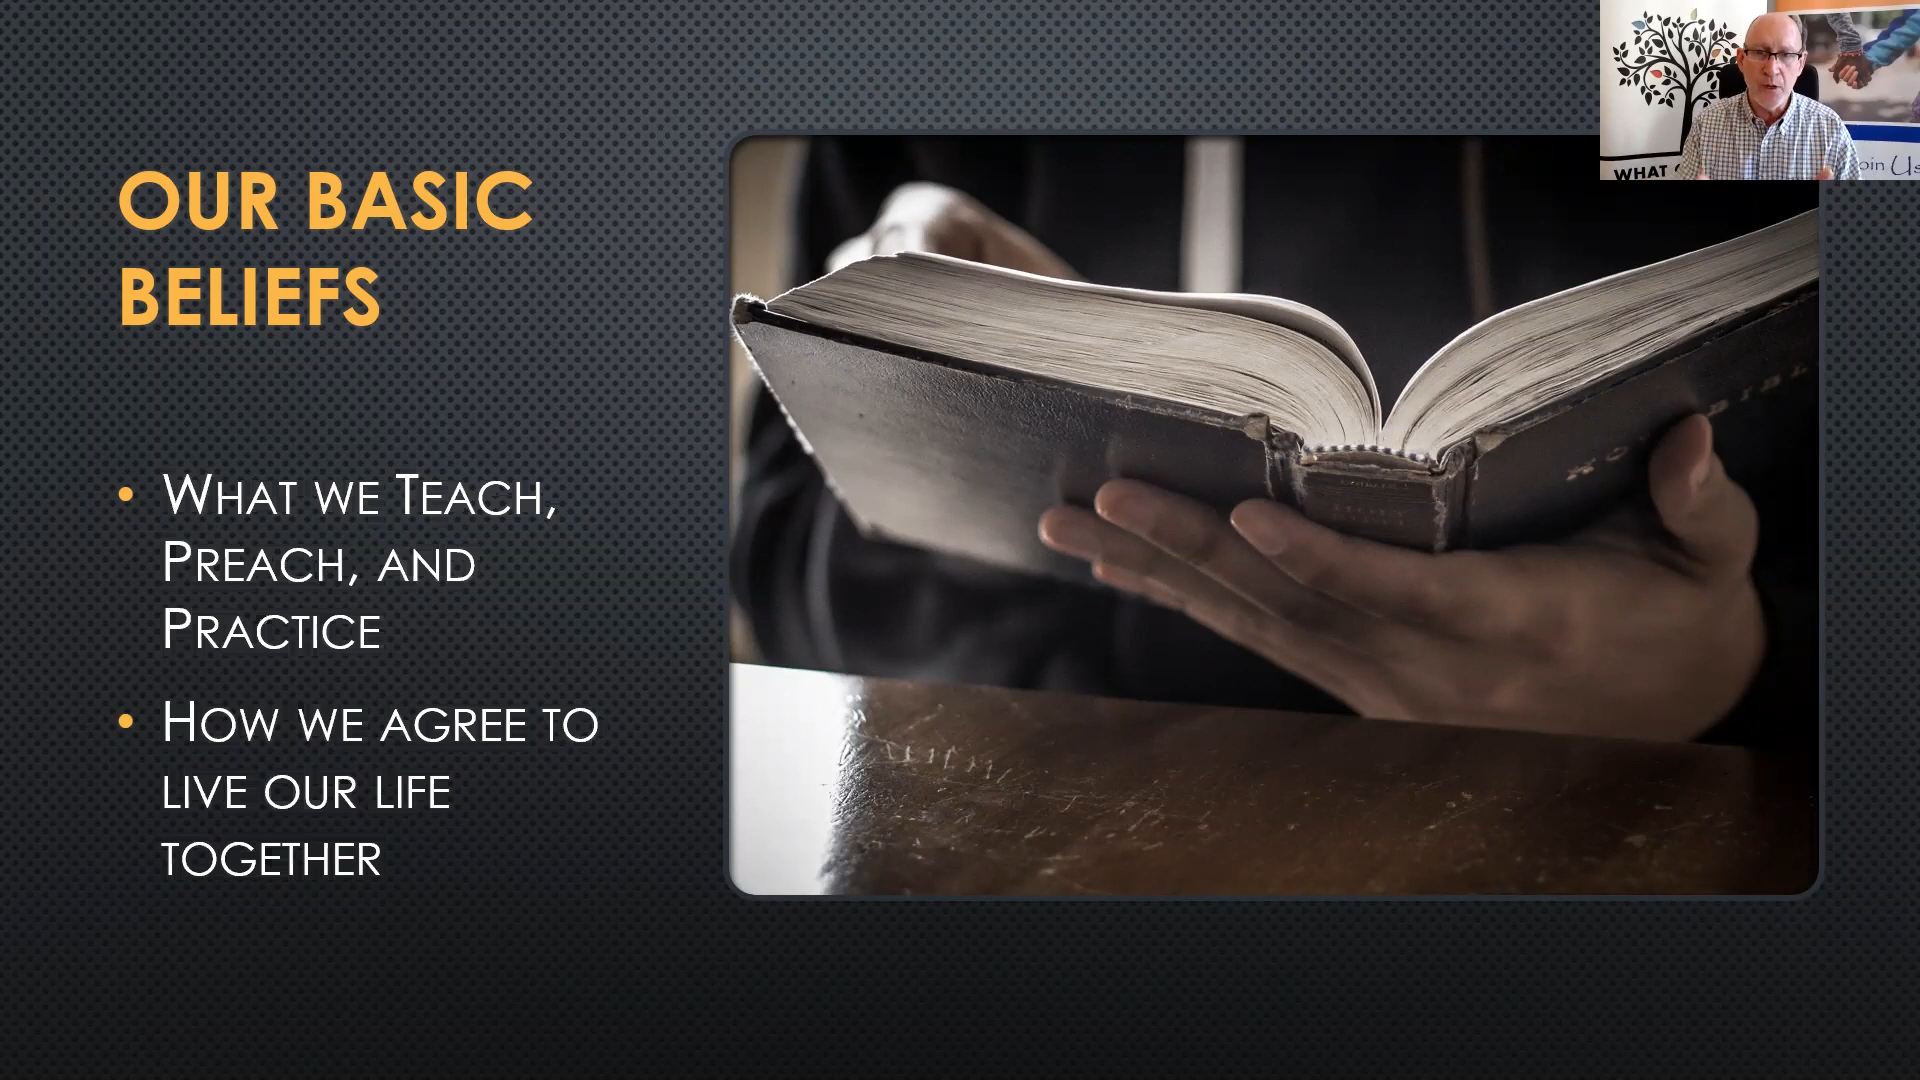 OUR BASIC
BELIEFS
• WHAT WE TEACH,
PREACH, AND
PRACTICE
• HOW WE AGREE TO
LIVE OUR LIFE
TOGETHER
WHAT
oin Us